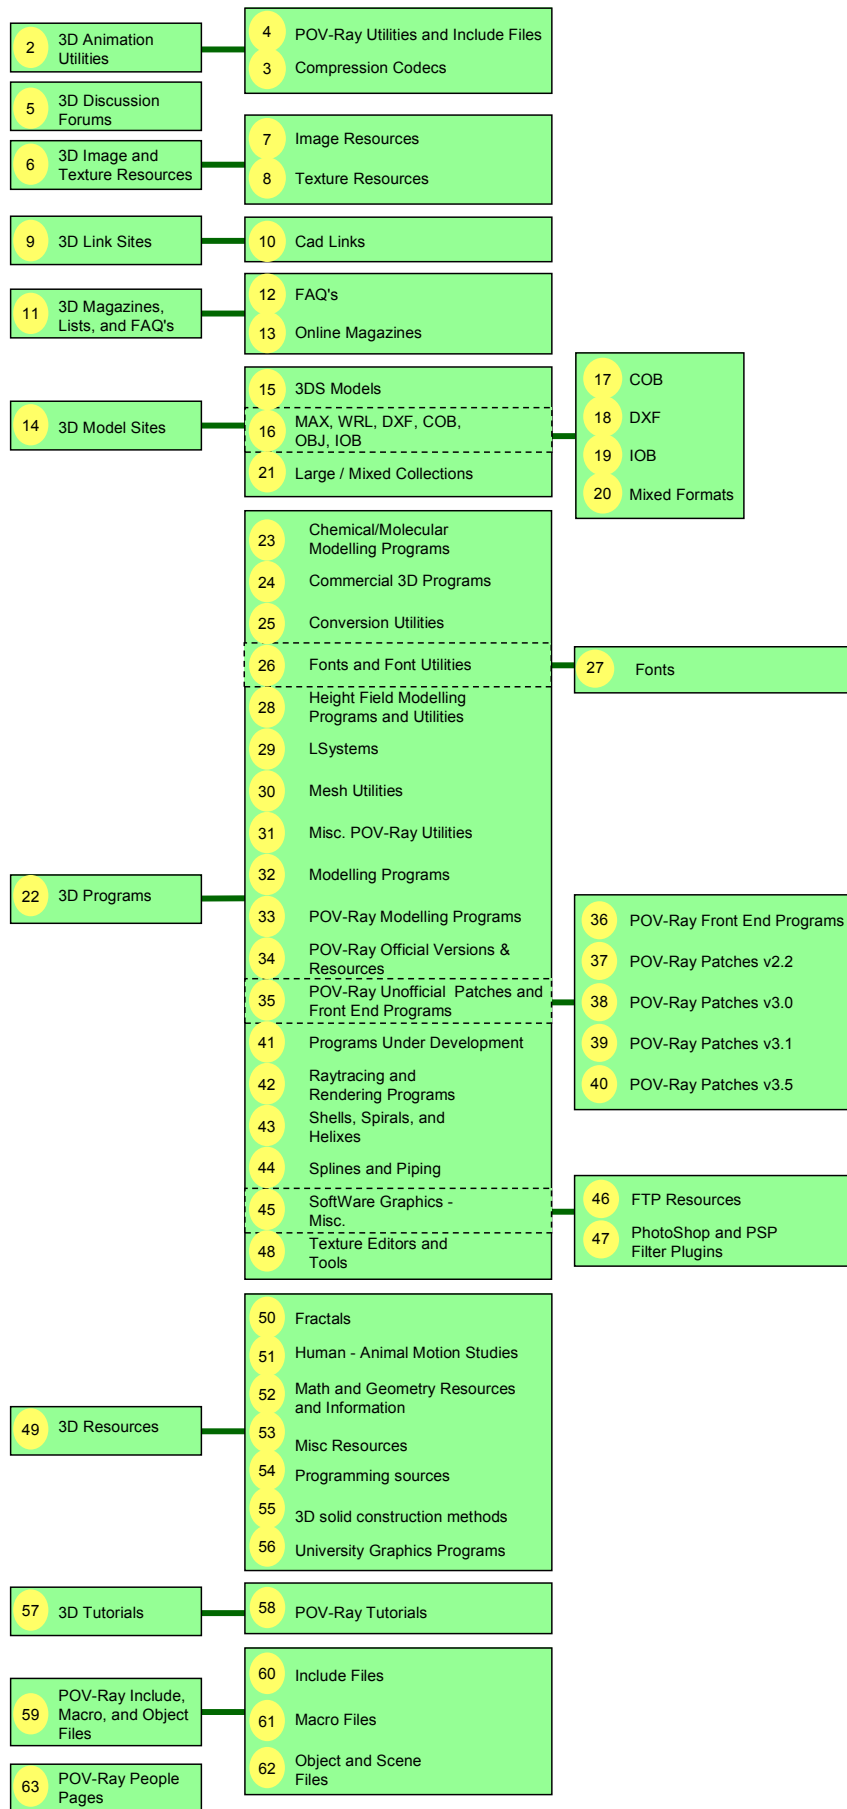 2 3D Animation
Utilities
4 POV-Ray Utilities and Include Files
3 Compression Codecs
5 3D Discussion
Forums
6 3D Image and
Texture Resources
7 Image Resources
8 Texture Resources
9 3D Link Sites
10 Cad Links
11 3D Magazines,
Lists, and FAQ's
12 FAQ's
13 Online Magazines
14 3D Model Sites
15 3DS Models
16 MAX, WRL, DXF, COB,
OBJ, IOB
17 COB
18 DXF
19 IOB
20 Mixed Formats
21 Large / Mixed Collections
22 3D Programs
23 Chemical/Molecular
Modelling Programs
24 Commercial 3D Programs
25 Conversion Utilities
26 Fonts and Font Utilities
27 Fonts
28 Height Field Modelling
Programs and Utilities
29 LSystems
30 Mesh Utilities
31 Misc. POV-Ray Utilities
32 Modelling Programs
33 POV-Ray Modelling Programs
34 POV-Ray Official Versions &
Resources
35 POV-Ray Unofficial Patches and
Front End Programs
36 POV-Ray Front End Programs
37 POV-Ray Patches v2.2
38 POV-Ray Patches v3.0
39 POV-Ray Patches v3.1
40 POV-Ray Patches v3.5
41 Programs Under Development
42 Raytracing and
Rendering Programs
43 Shells, Spirals, and
Helixes
44 Splines and Piping
45 SoftWare Graphics -
Misc.
46 FTP Resources
47 PhotoShop and PSP
Filter Plugins
48 Texture Editors and
Tools
49 3D Resources
50 Fractals
51 Human - Animal Motion Studies
52 Math and Geometry Resources
and Information
53 Misc Resources
54 Programming sources
55 3D solid construction methods
56 University Graphics Programs
57 3D Tutorials
58 POV-Ray Tutorials
59 POV-Ray Include,
Macro, and Object
Files
60 Include Files
61 Macro Files
62 Object and Scene
Files
63 POV-Ray People
Pages